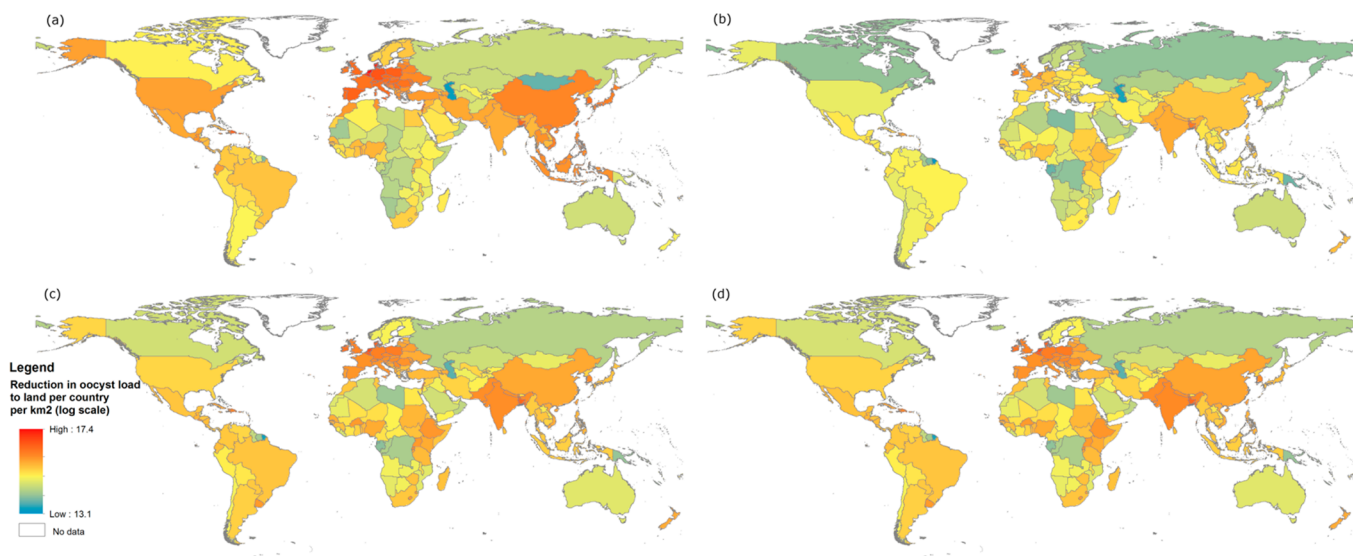 (a)
(b)
(c)
(d)
Legend
Reduction in oocyst load
to land per country
per km2 (log scale)
High : 17.4
Low : 13.1
No data